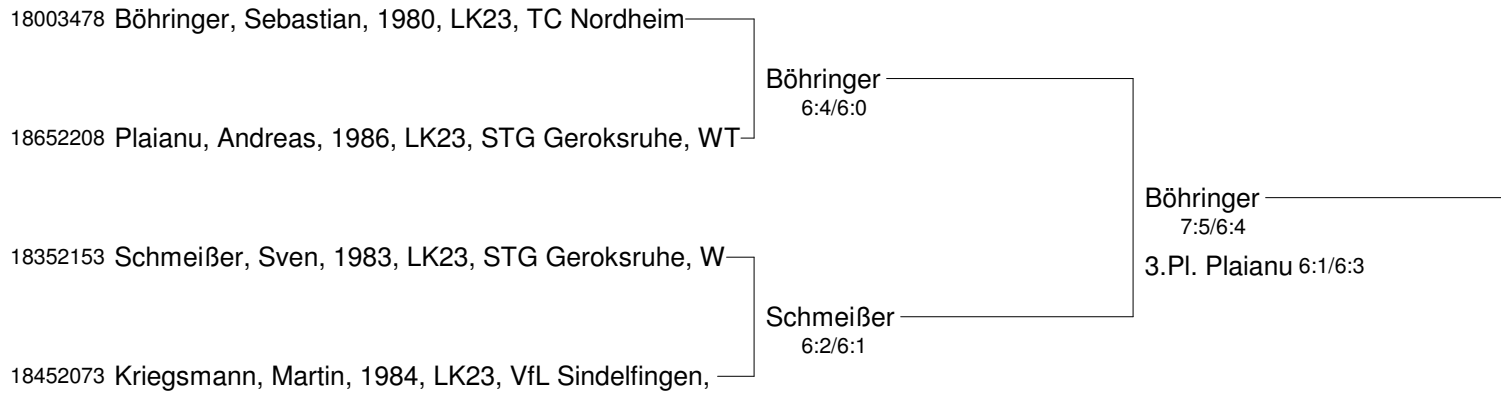 18003478 Böhringer, Sebastian, 1980, LK23, TC Nordheim
Böhringer
6:4/6:0
18652208 Plaianu, Andreas, 1986, LK23, STG Geroksruhe, WT
Böhringer
7:5/6:4
18352153 Schmeißer, Sven, 1983, LK23, STG Geroksruhe, W
3.Pl. Plaianu 6:1/6:3
Schmeißer
6:2/6:1
18452073 Kriegsmann, Martin, 1984, LK23, VfL Sindelfingen,